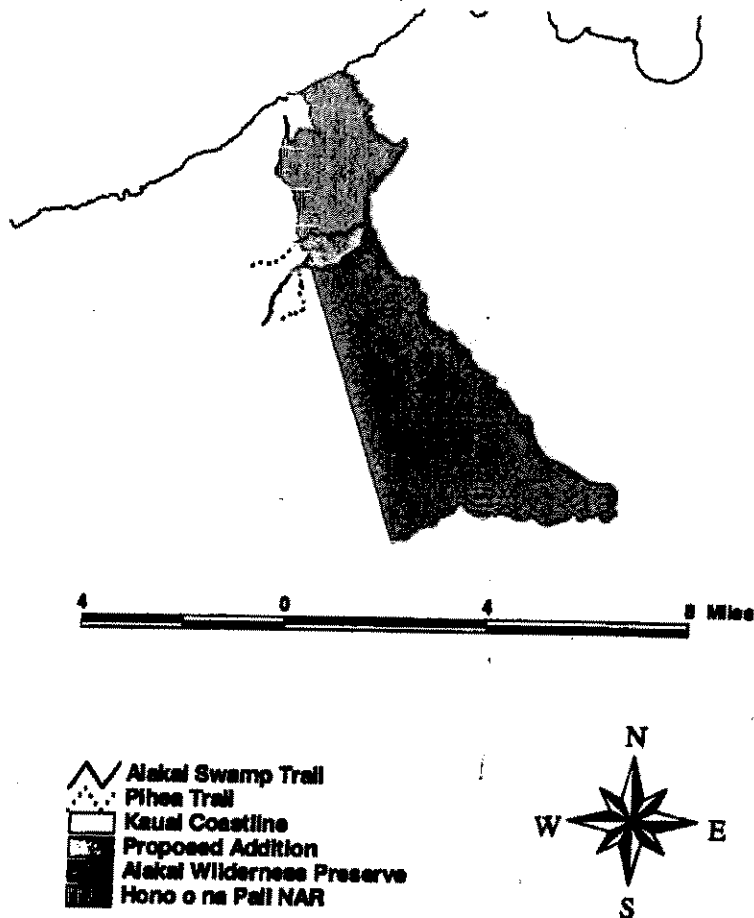 4 0 4 8 Miles
Alakai Swamp Trail
Pihea Trail
Kauai Coastline
Proposed Addition
Alakai Wilderness Preserve
Hono o na Pali NAR
N
W E
S